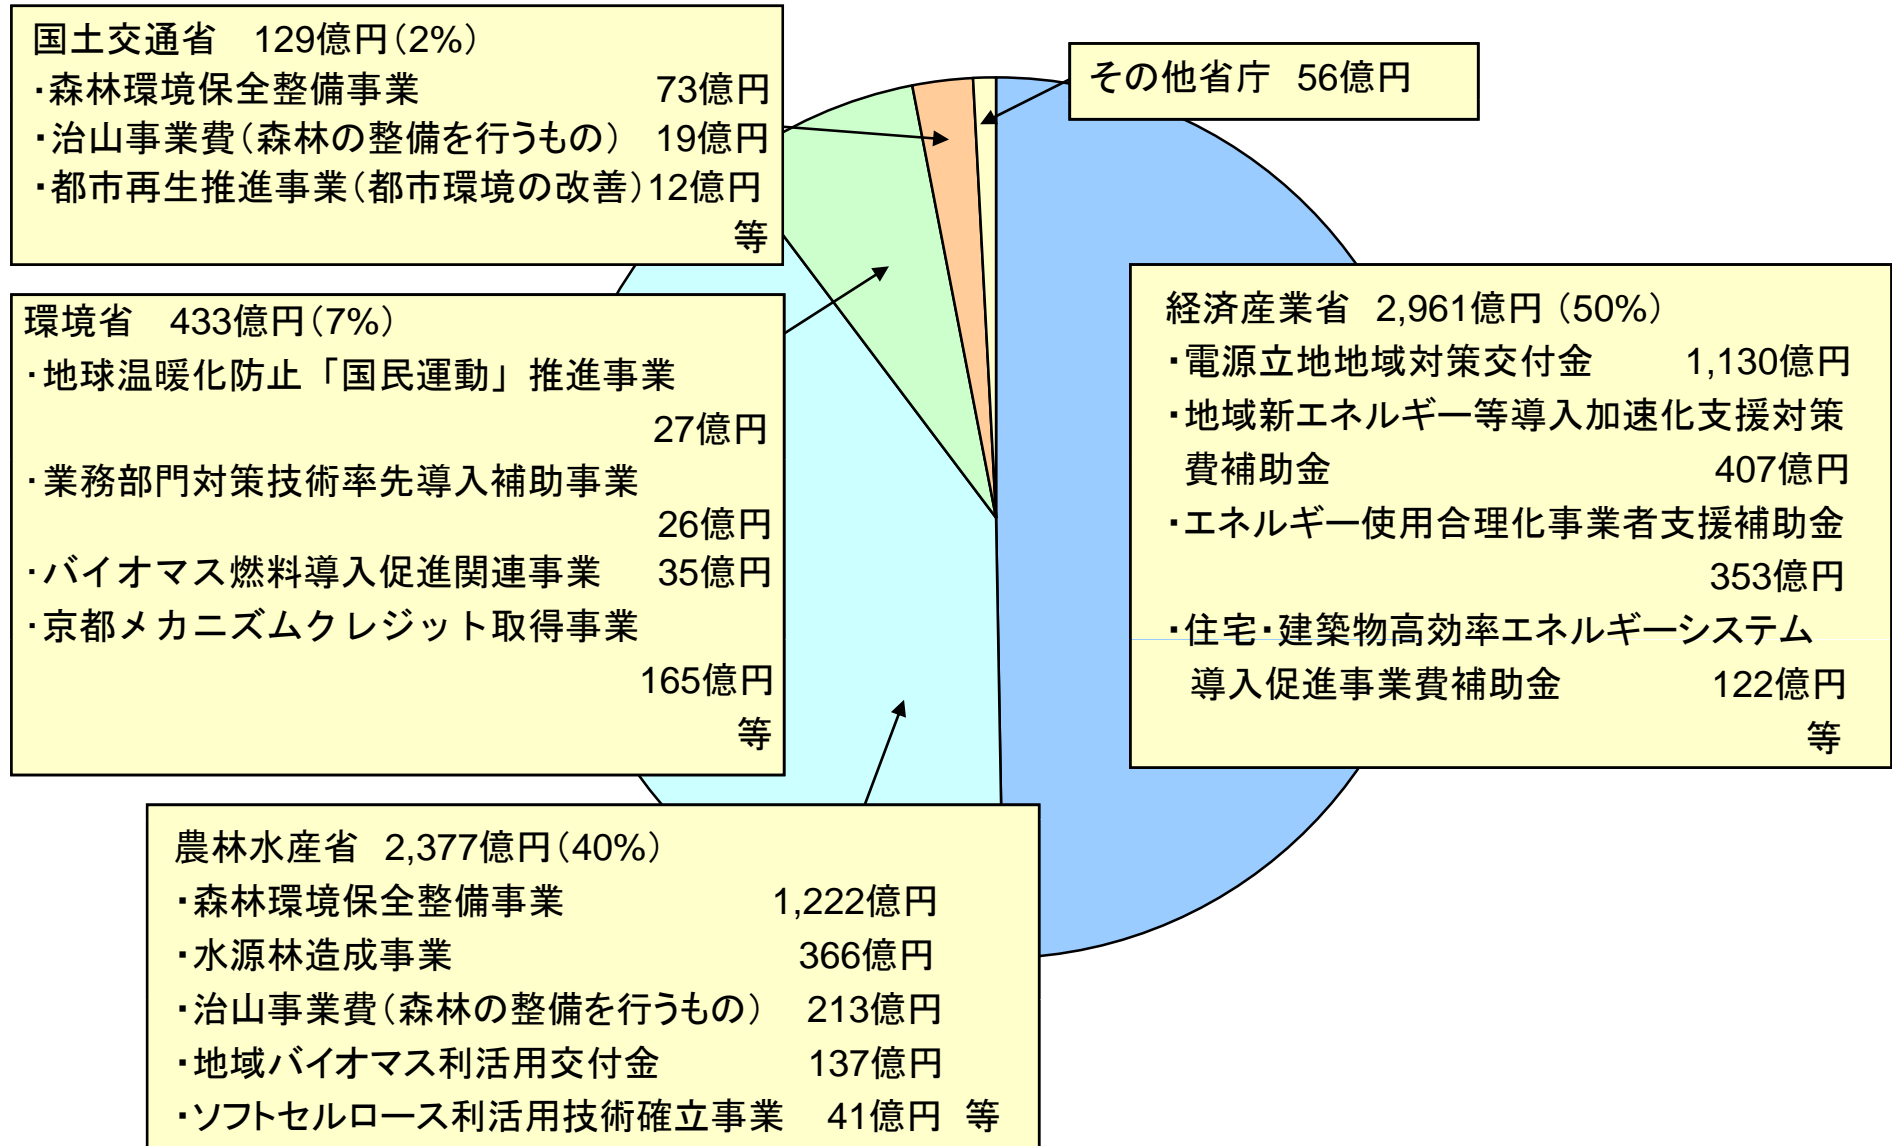 国土交通省　129億円（2%）
・森林環境保全整備事業　73億円
・治山事業費（森林の整備を行うもの）　19億円
・都市再生推進事業（都市環境の改善）12億円
等
その他省庁　56億円
環境省　433億円（7%）
・地球温暖化防止「国民運動」推進事業
27億円
・業務部門対策技術率先導入補助事業
26億円
・バイオマス燃料導入促進関連事業　35億円
・京都メカニズムクレジット取得事業
165億円
等
経済産業省　2,961億円（50%）
・電源立地地域対策交付金　1,130億円
・地域新エネルギー等導入加速化支援対策
費補助金　407億円
・エネルギー使用合理化事業者支援補助金
353億円
・住宅・建築物高効率エネルギーシステム
導入促進事業費補助金　122億円
等
農林水産省　2,377億円（40%）
・森林環境保全整備事業　1,222億円
・水源林造成事業　366億円
・治山事業費（森林の整備を行うもの）　213億円
・地域バイオマス利活用交付金　137億円
・ソフトセルロース利活用技術確立事業　41億円　等